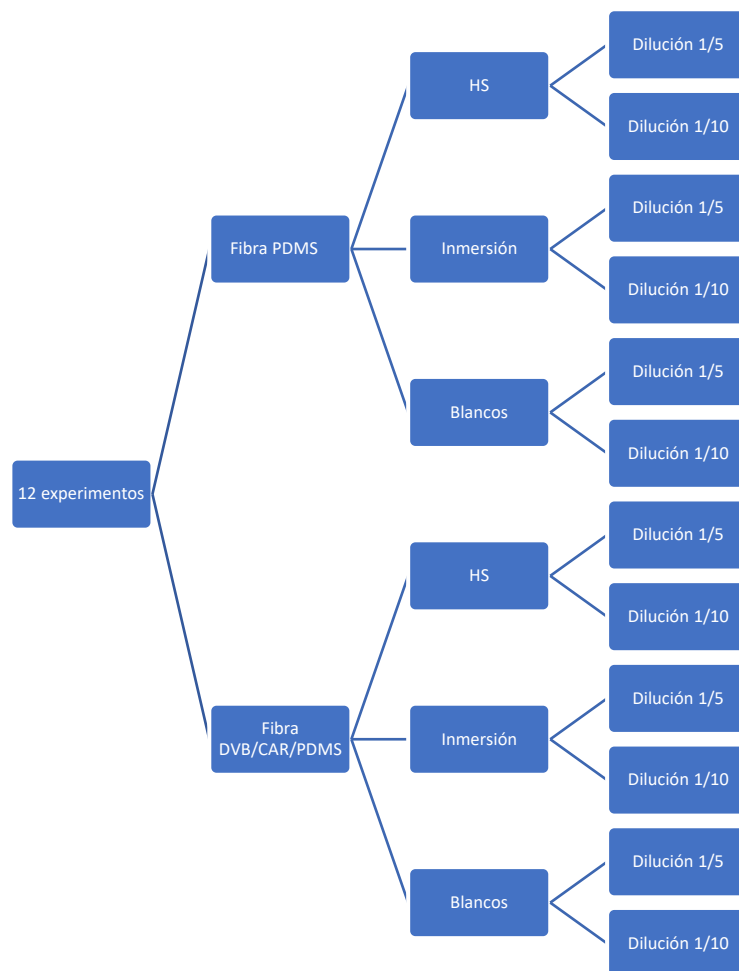 12 experimentos
Fibra PDMS
HS
Dilución 1/5
Dilución 1/10
Inmersión
Dilución 1/5
Dilución 1/10
Blancos
Dilución 1/5
Dilución 1/10
Fibra
DVB/CAR/PDMS
HS
Dilución 1/5
Dilución 1/10
Inmersión
Dilución 1/5
Dilución 1/10
Blancos
Dilución 1/5
Dilución 1/10